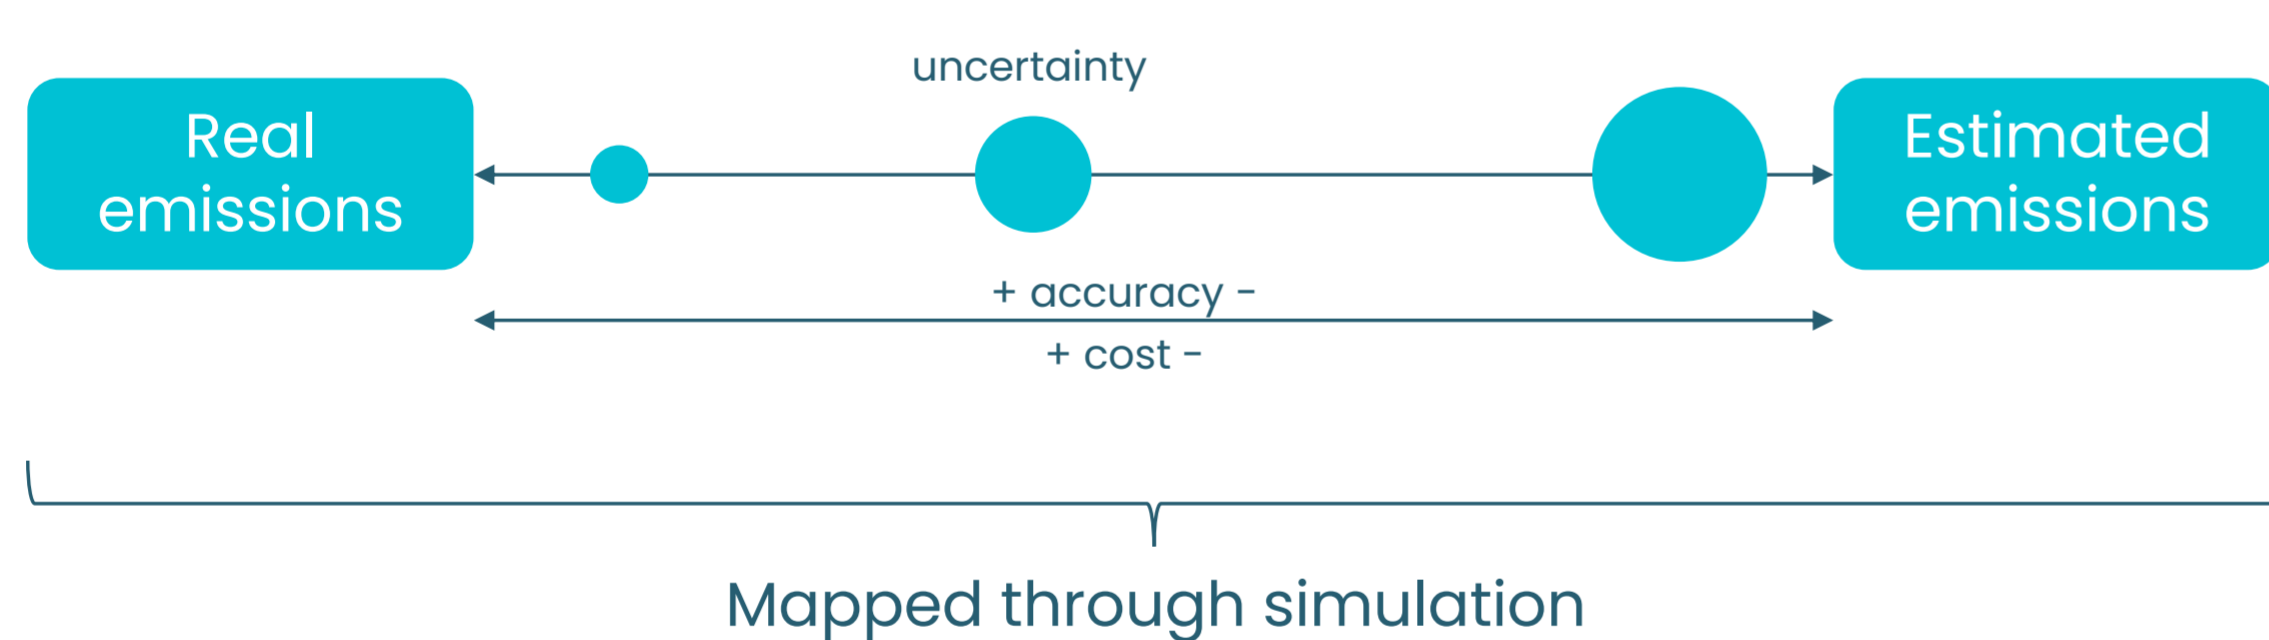 uncertainty
Real
emissions
Estimated
emissions
+ accuracy -
+ cost -
Mapped through simulation